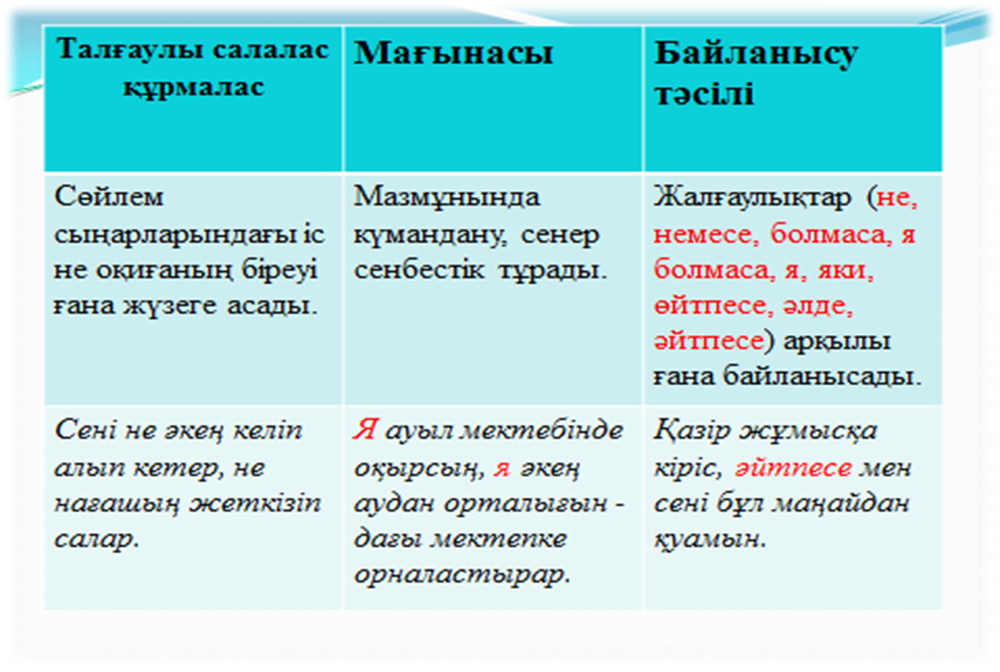 Талғаулы салалас
құрмалас
Мағынасы
Байланысу
тәсілі
Сөйлем
сыңарларындағы іс
не оқиғаның біреуі
ғана жүзеге асады.
Мазмұнында
күмандану, сенер
сенбестік тұрады.
Жалғаулықтар (не,
немесе, болмаса, я
болмаса, я, яки,
өйтпесе, әлде,
әйтпесе) арқылы
ғана байланысады.
Сені не әкең келіп
алып кетер, не
нағашың жеткізіп
салар.
Я ауыл мектебінде
оқырсың, я әкең
аудан орталығын -
дағы мектепке
орналастырар.
Қазір жұмысқа
кіріс, әйтпесе мен
сені бұл маңайдан
қуамын.